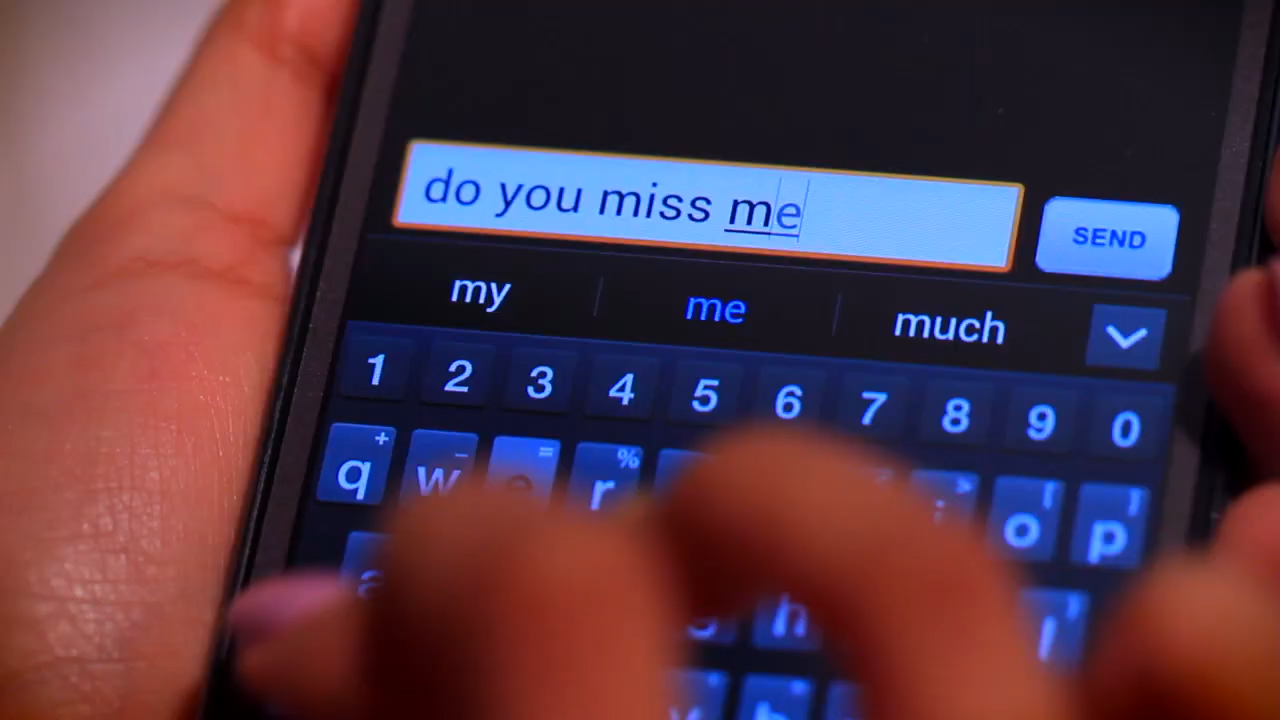 do you miss me
SEND
my me much
1 2 3 4 5 6 7 8 9 0
+ - = %
q w e r o p